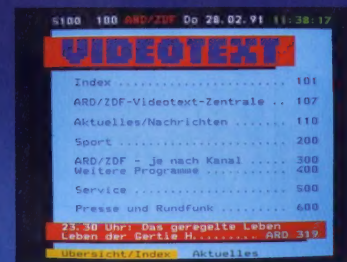 S100 100 ARD/ZDF Do 28.02.91 11:38:17
VIDEOTEXT
Index ................. 101
ARD/ZDF-Videotext-Zentrale .. 107
Aktuelles/Nachrichten ...... 110
Sport ................. 200
ARD/ZDF - je nach Kanal ..... 300
Weitere Programme ......... 400
Service ................ 500
Presse und Rundfunk ....... 600
23.30 Uhr: Das geregelte Leben
Leben der Gertie H......... ARD 319
Übersicht/Index Aktuelles